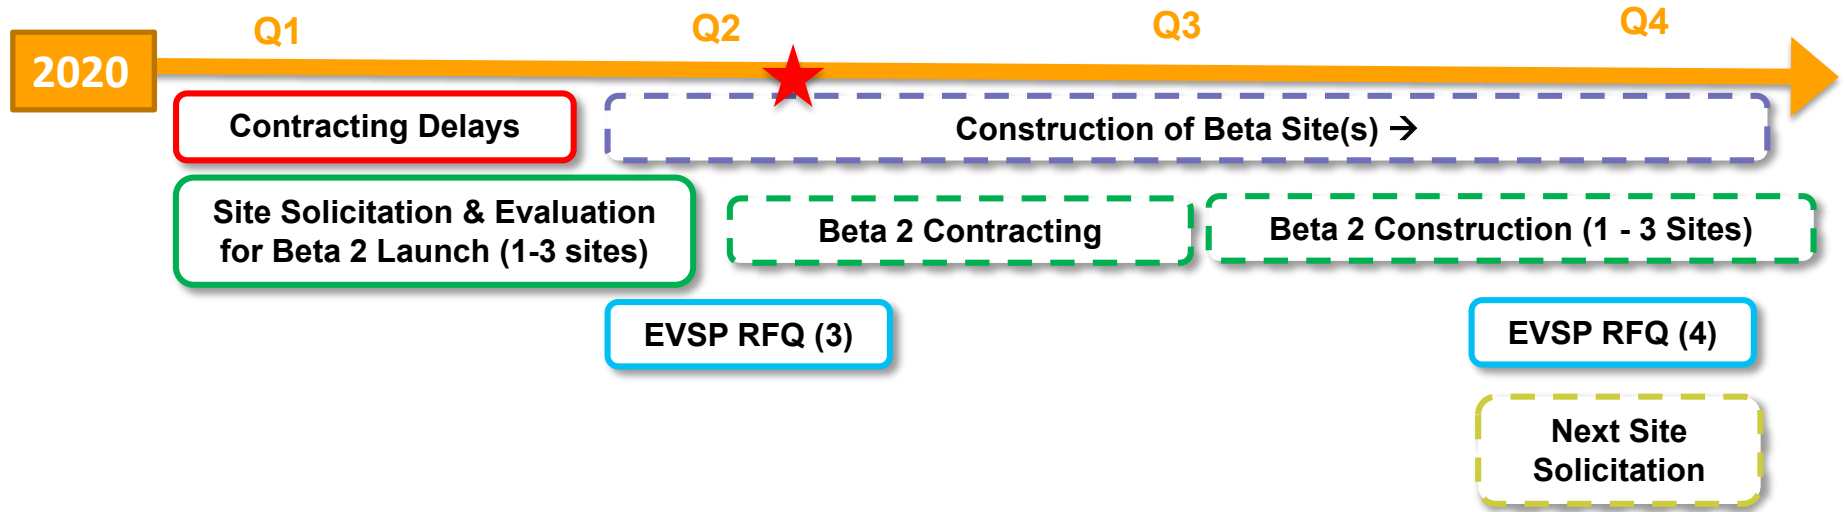 Q1
Q2
Q3
Q4
2020
Contracting Delays
Construction of Beta Site(s) →
Site Solicitation & Evaluation
for Beta 2 Launch (1-3 sites)
Beta 2 Contracting
Beta 2 Construction (1 - 3 Sites)
EVSP RFQ (3)
EVSP RFQ (4)
Next Site
Solicitation